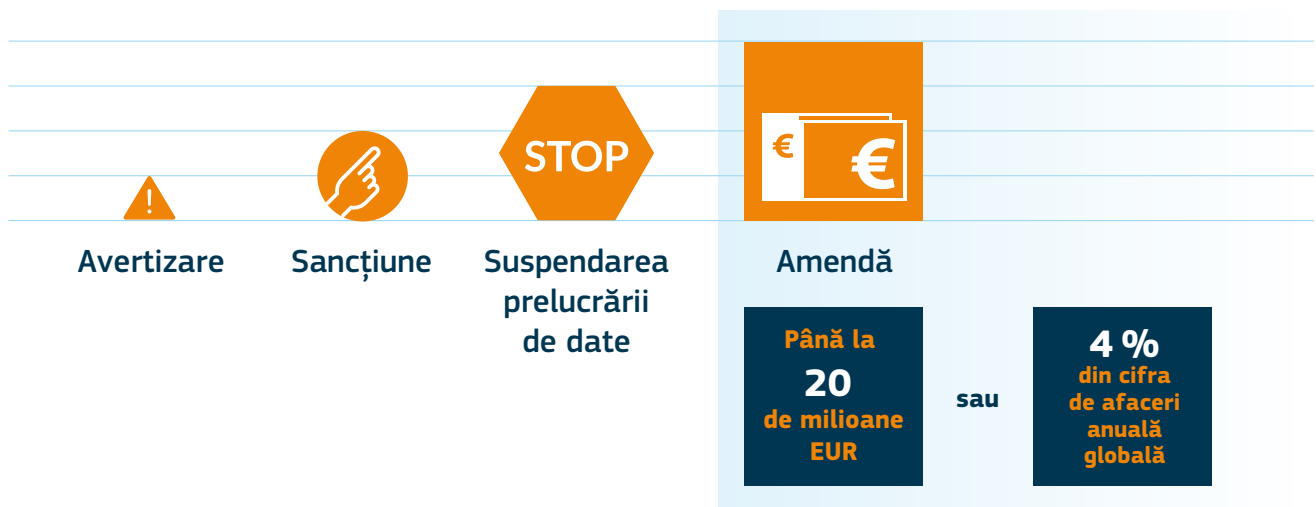 STOP
€
€
Avertizare
Sancțiune
Suspendarea
prelucrării
de date
Amendă
Până la
20
de milioane
EUR
sau
4 %
din cifra
de afaceri
anuală
globală